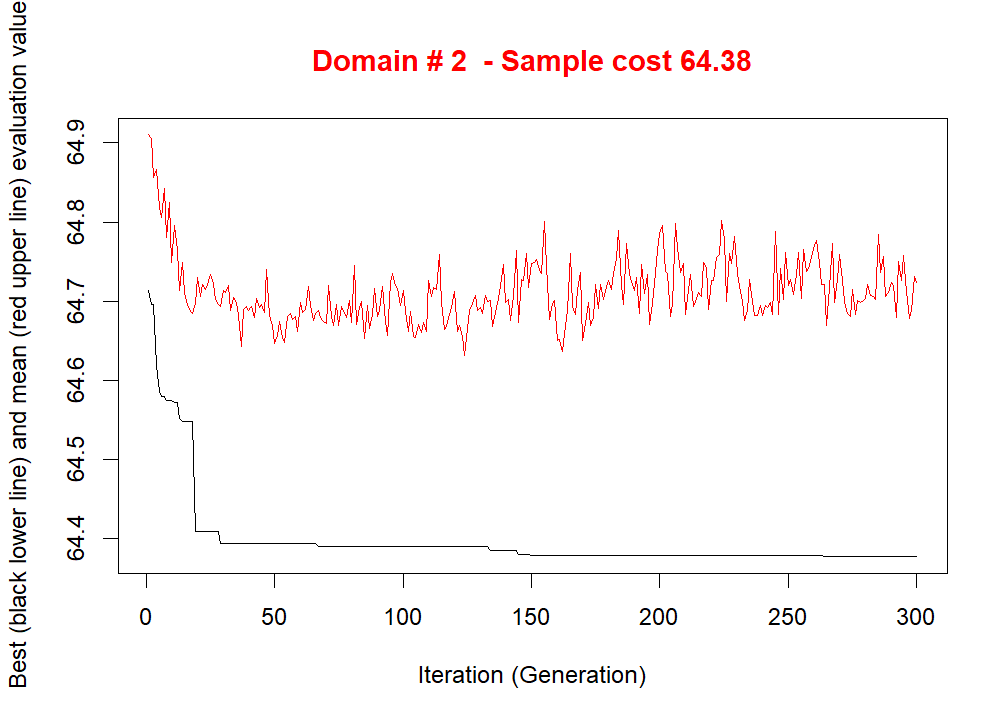 Domain # 2  - Sample cost 64.38
Best (black lower line) and mean (red upper line) evaluation value
64.9
64.8
64.7
64.6
64.5
64.4
0 50 100 150 200 250 300
Iteration (Generation)